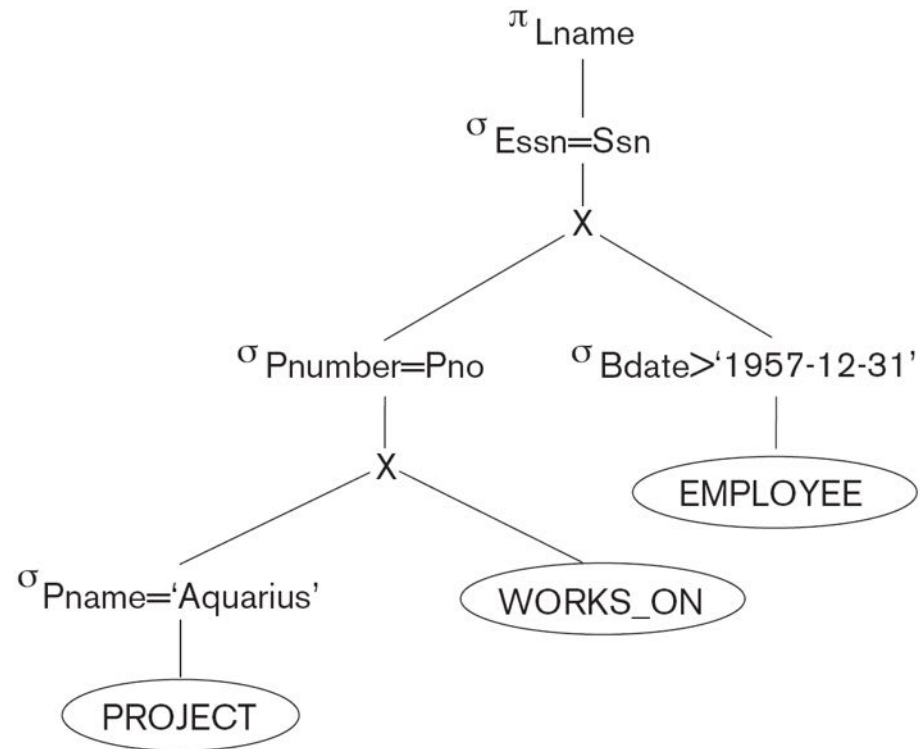 π Lname
σ Essn=Ssn
X
σ Pnumber=Pno
σ Bdate>‘1957-12-31’
X
EMPLOYEE
σ Pname=‘Aquarius’
WORKS_ON
PROJECT